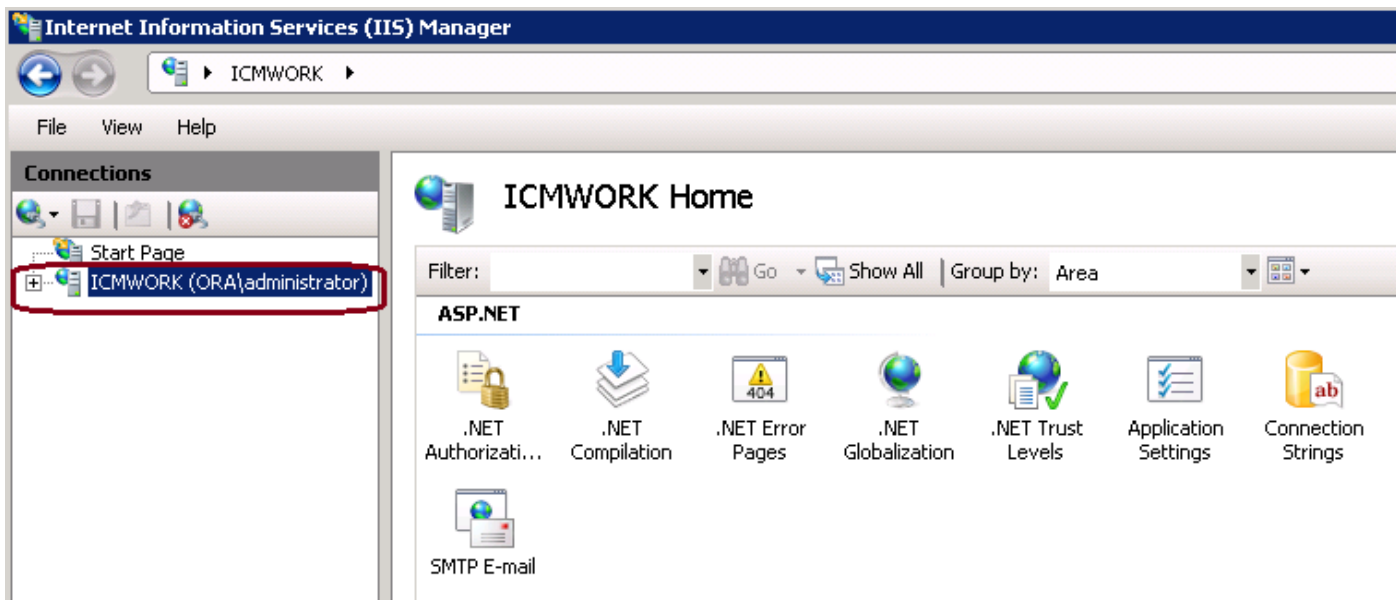 Internet Information Services (IIS) Manager
ICMWORK
File View Help
Connections
Start Page
ICMWORK (ORA\administrator)
ICMWORK Home
Filter: Go Show All Group by: Area
ASP.NET
404
ab
.NET Authorizati...
.NET Compilation
.NET Error Pages
.NET Globalization
.NET Trust Levels
Application Settings
Connection Strings
SMTP E-mail